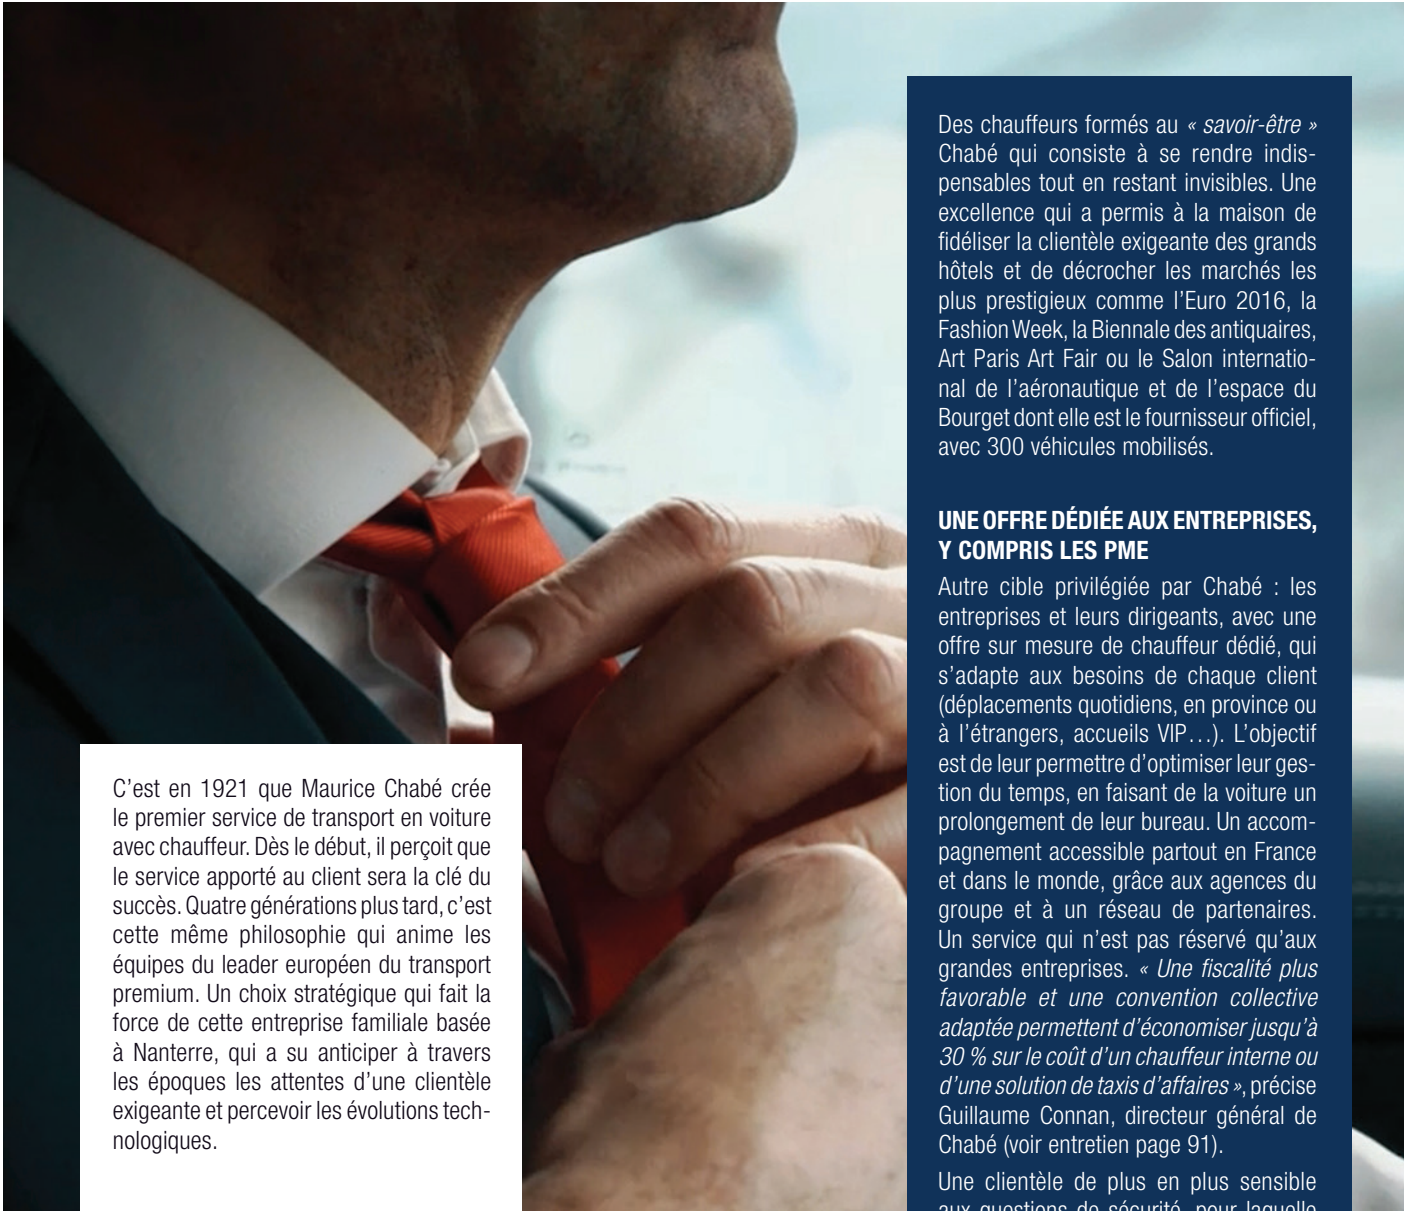 C'est en 1921 que Maurice Chabé crée
le premier service de transport en voiture
avec chauffeur. Dès le début, il perçoit que
le service apporté au client sera la clé du
succès. Quatre générations plus tard, c'est
cette même philosophie qui anime les
équipes du leader européen du transport
premium. Un choix stratégique qui fait la
force de cette entreprise familiale basée
à Nanterre, qui a su anticiper à travers
les époques les attentes d'une clientèle
exigeante et percevoir les évolutions tech-
nologiques.
Des chauffeurs formés au « savoir-être »
Chabé qui consiste à se rendre indis-
pensables tout en restant invisibles. Une
excellence qui a permis à la maison de
fidéliser la clientèle exigeante des grands
hôtels et de décrocher les marchés les
plus prestigieux comme l'Euro 2016, la
Fashion Week, la Biennale des antiquaires,
Art Paris Art Fair ou le Salon internatio-
nal de l'aéronautique et de l'espace du
Bourget dont elle est le fournisseur officiel,
avec 300 véhicules mobilisés.
UNE OFFRE DÉDIÉE AUX ENTREPRISES,
Y COMPRIS LES PME
Autre cible privilégiée par Chabé : les
entreprises et leurs dirigeants, avec une
offre sur mesure de chauffeur dédié, qui
s'adapte aux besoins de chaque client
(déplacements quotidiens, en province ou
à l'étrangers, accueils VIP…). L'objectif
est de leur permettre d'optimiser leur ges-
tion du temps, en faisant de la voiture un
prolongement de leur bureau. Un accom-
pagnement accessible partout en France
et dans le monde, grâce aux agences du
groupe et à un réseau de partenaires.
Un service qui n'est pas réservé qu'aux
grandes entreprises. « Une fiscalité plus
favorable et une convention collective
adaptée permettent d'économiser jusqu'à
30 % sur le coût d'un chauffeur interne ou
d'une solution de taxis d'affaires », précise
Guillaume Connan, directeur général de
Chabé (voir entretien page 91).
Une clientèle de plus en plus sensible
aux questions de sécurité, pour laquelle